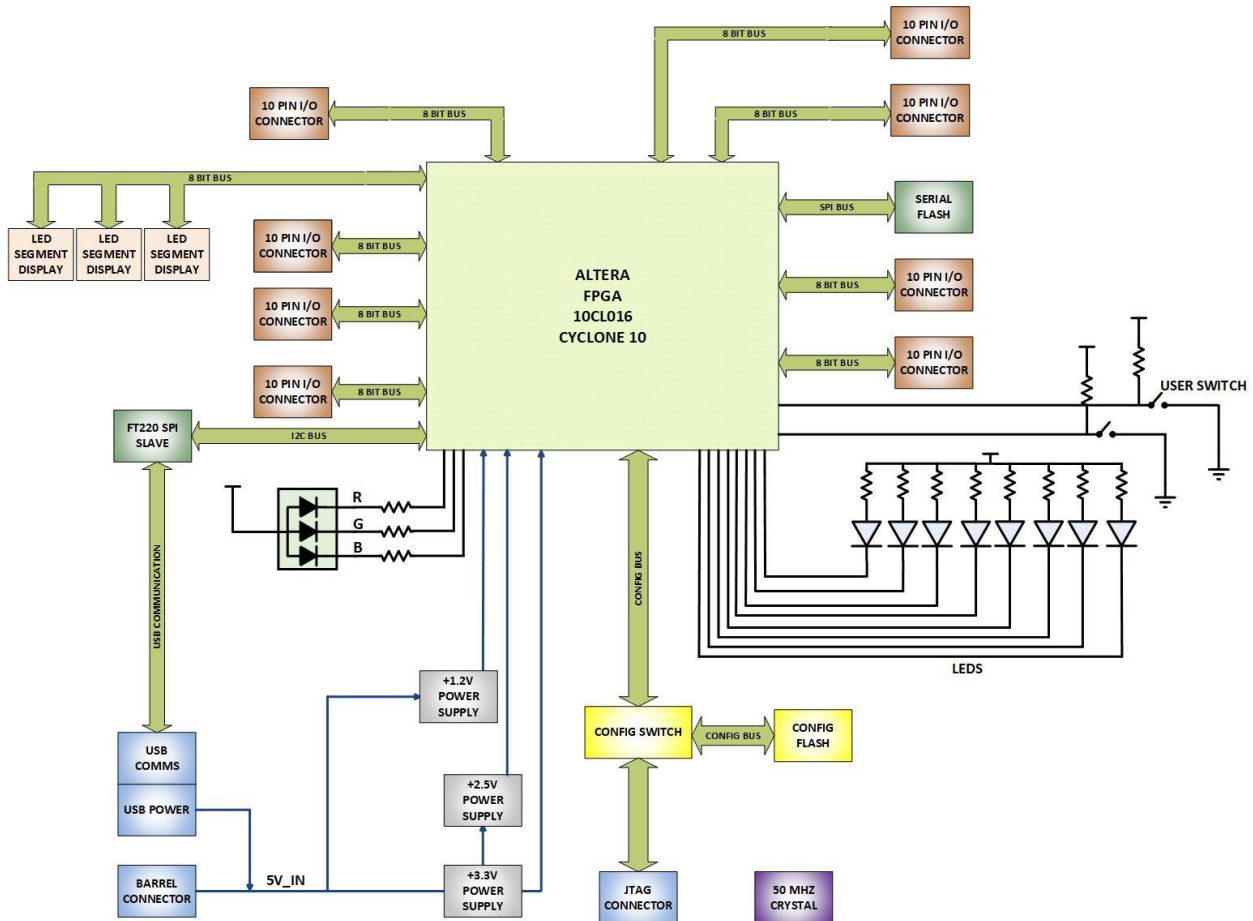 8 BIT BUS
10 PIN I/O
CONNECTOR
10 PIN I/O
CONNECTOR
8 BIT BUS
10 PIN I/O
CONNECTOR
8 BIT BUS
8 BIT BUS
LED
SEGMENT
DISPLAY
LED
SEGMENT
DISPLAY
LED
SEGMENT
DISPLAY
SPI BUS
SERIAL
FLASH
10 PIN I/O
CONNECTOR
8 BIT BUS
10 PIN I/O
CONNECTOR
8 BIT BUS
10 PIN I/O
CONNECTOR
8 BIT BUS
ALTERA
FPGA
10CL016
CYCLONE 10
8 BIT BUS
10 PIN I/O
CONNECTOR
8 BIT BUS
10 PIN I/O
CONNECTOR
USER SWITCH
FT220 SPI
SLAVE
I2C BUS
R
G
B
USB COMMUNICATION
CONFIG BUS
LEDS
+1.2V
POWER
SUPPLY
CONFIG SWITCH
CONFIG BUS
CONFIG
FLASH
USB
COMMS
USB POWER
+2.5V
POWER
SUPPLY
BARREL
CONNECTOR
5V_IN
+3.3V
POWER
SUPPLY
JTAG
CONNECTOR
50 MHZ
CRYSTAL